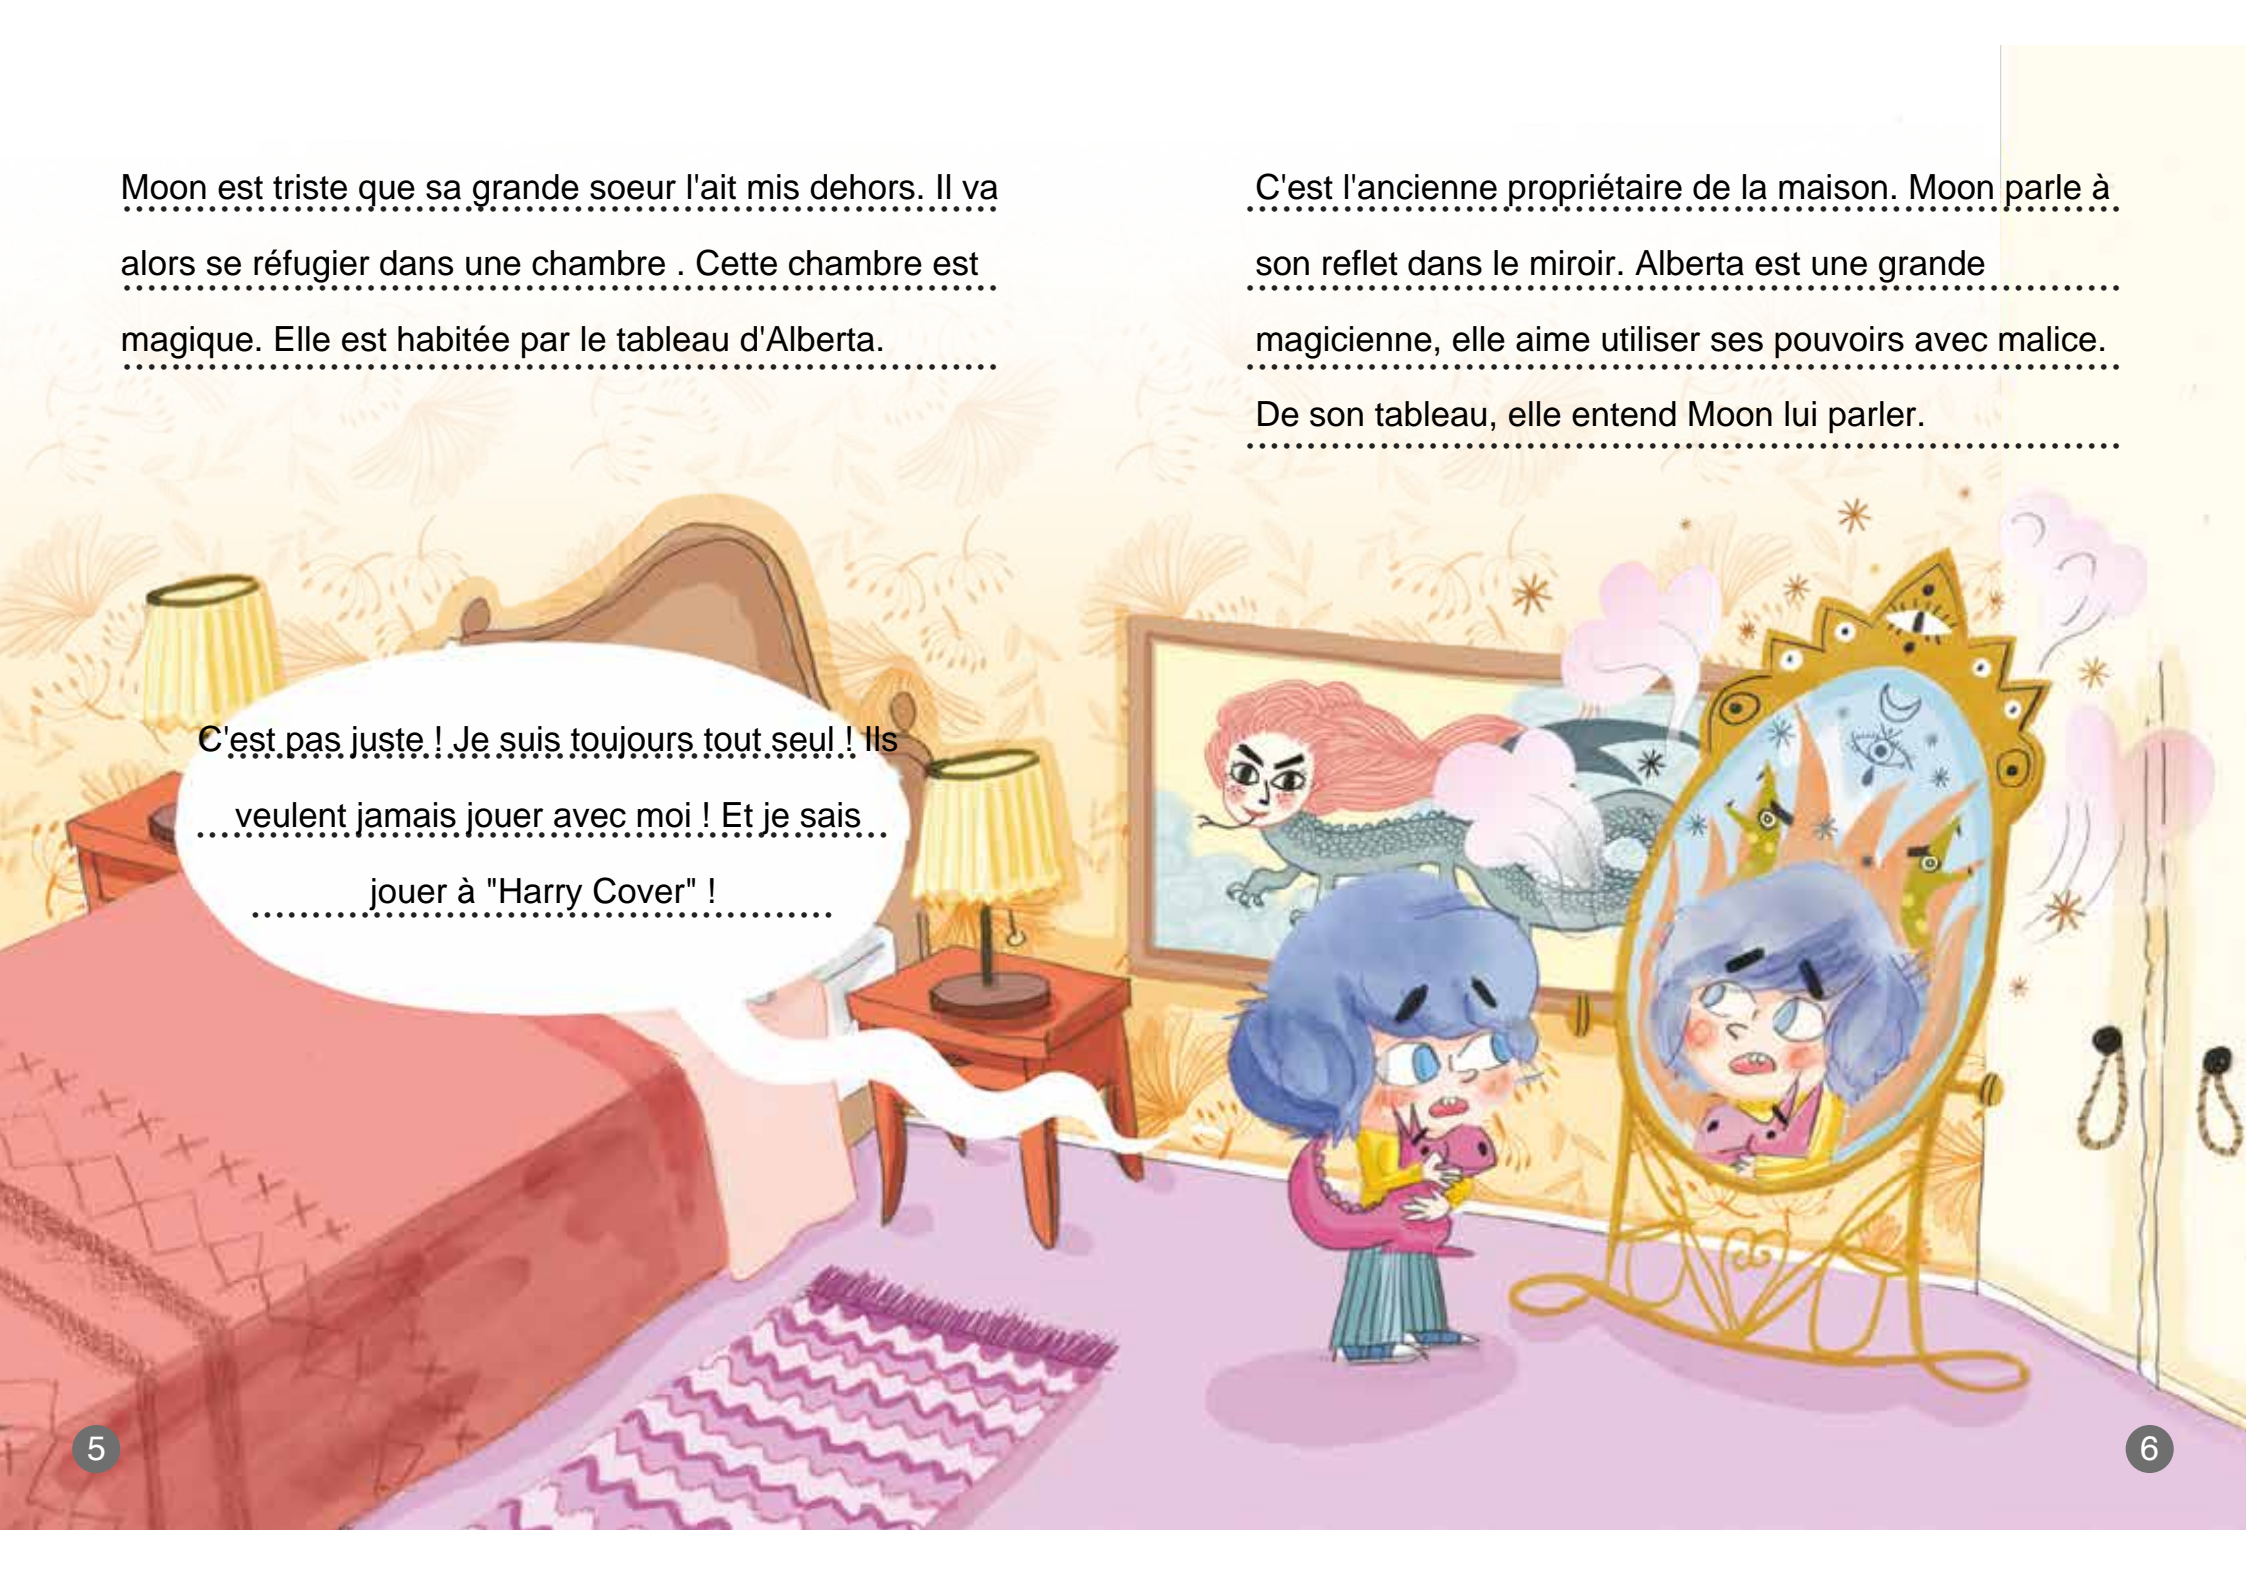 Moon est triste que sa grande soeur l'ait mis dehors. Il va
alors se réfugier dans une chambre . Cette chambre est
magique. Elle est habitée par le tableau d'Alberta.
C'est pas juste ! Je suis toujours tout seul ! Ils
veulent jamais jouer avec moi ! Et je sais
jouer à "Harry Cover" !
5
C'est l'ancienne propriétaire de la maison. Moon parle à
son reflet dans le miroir. Alberta est une grande
magicienne, elle aime utiliser ses pouvoirs avec malice.
De son tableau, elle entend Moon lui parler.
6